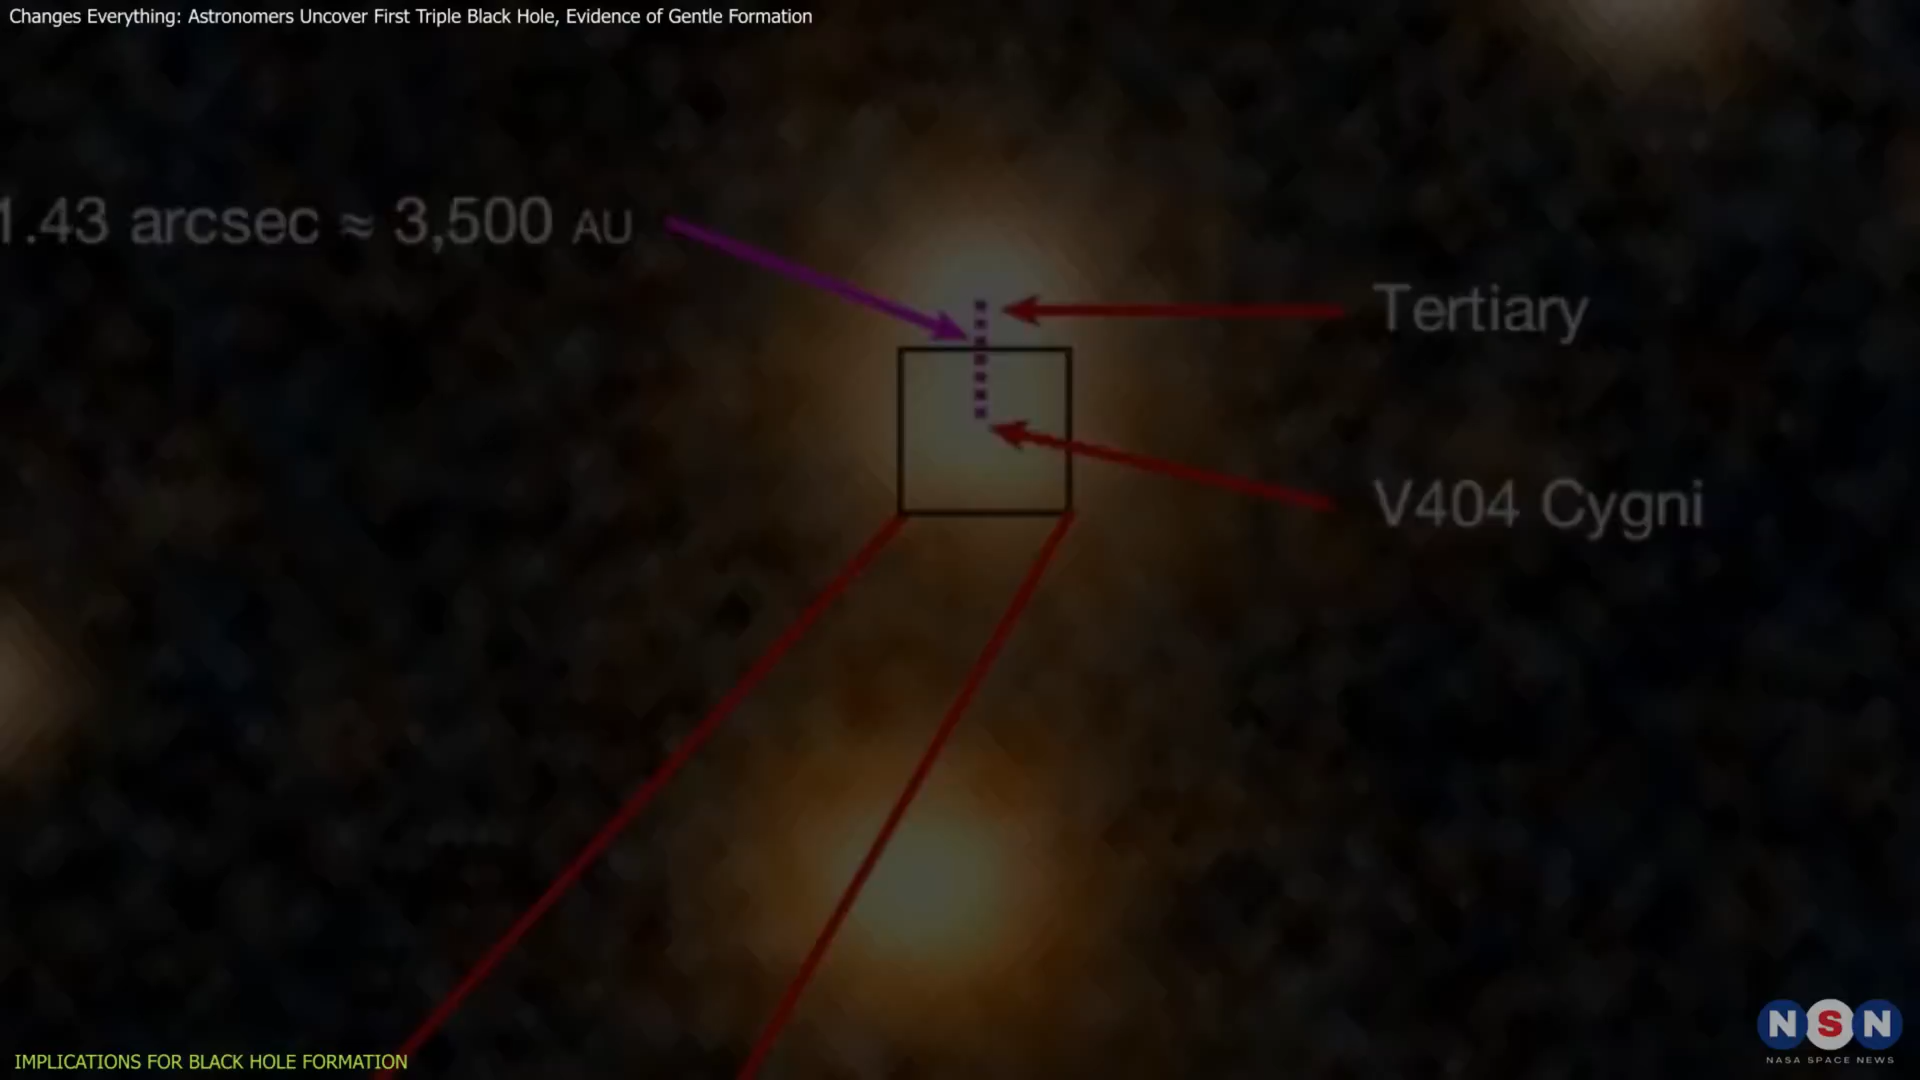 Changes Everything: Astronomers Uncover First Triple Black Hole, Evidence of Gentle Formation
1.43 arcsec ≈ 3,500 AU
Tertiary
V404 Cygni
NSN
NASA SPACE NEWS
IMPLICATIONS FOR BLACK HOLE FORMATION